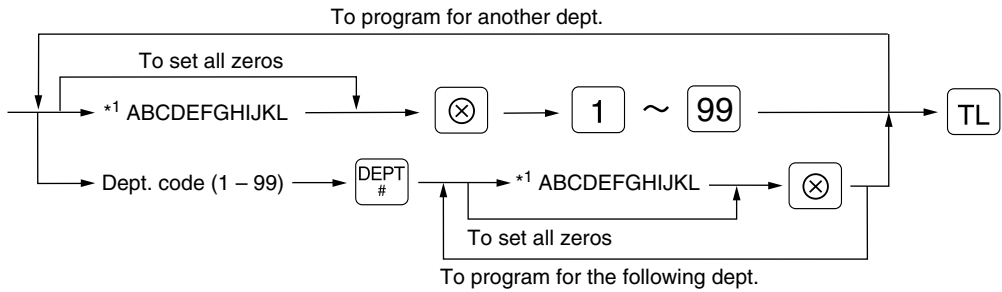 To program for another dept.
To set all zeros
*1 ABCDEFGHIJKL ⊗ 1 ~ 99 TL
Dept. code (1 – 99) DEPT # *1 ABCDEFGHIJKL ⊗
To set all zeros
To program for the following dept.